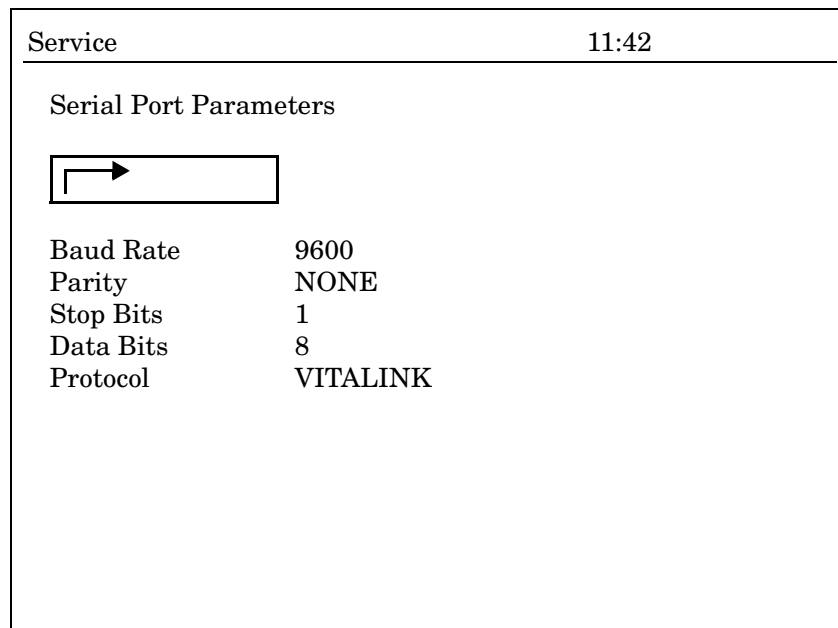 Service 11:42
Serial Port Parameters
Baud Rate 9600
Parity NONE
Stop Bits 1
Data Bits 8
Protocol VITALINK